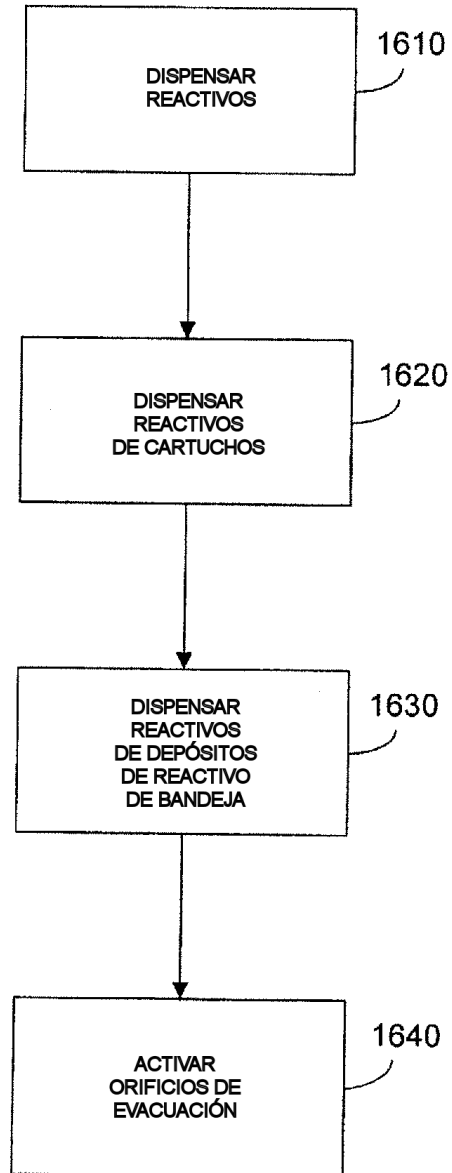 1610
DISPENSAR
REACTIVOS
1620
DISPENSAR
REACTIVOS
DE CARTUCHOS
1630
DISPENSAR
REACTIVOS
DE DEPÓSITOS
DE REACTIVO
DE BANDEJA
1640
ACTIVAR
ORIFICIOS DE
EVACUACIÓN